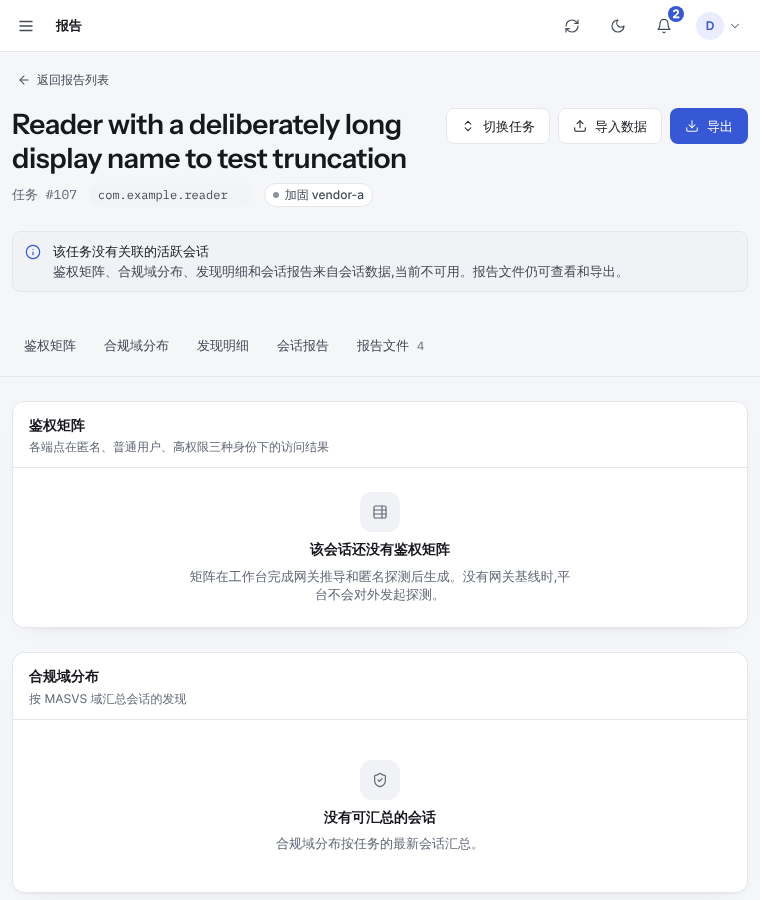 报告
2
D
返回报告列表
Reader with a deliberately long
display name to test truncation
切换任务
导入数据
导出
任务 #107
com.example.reader
加固 vendor-a
该任务没有关联的活跃会话
鉴权矩阵、合规域分布、发现明细和会话报告来自会话数据,当前不可用。报告文件仍可查看和导出。
鉴权矩阵
合规域分布
发现明细
会话报告
报告文件 4
鉴权矩阵
各端点在匿名、普通用户、高权限三种身份下的访问结果
该会话还没有鉴权矩阵
矩阵在工作台完成网关推导和匿名探测后生成。没有网关基线时,平
台不会对外发起探测。
合规域分布
按 MASVS 域汇总会话的发现
没有可汇总的会话
合规域分布按任务的最新会话汇总。